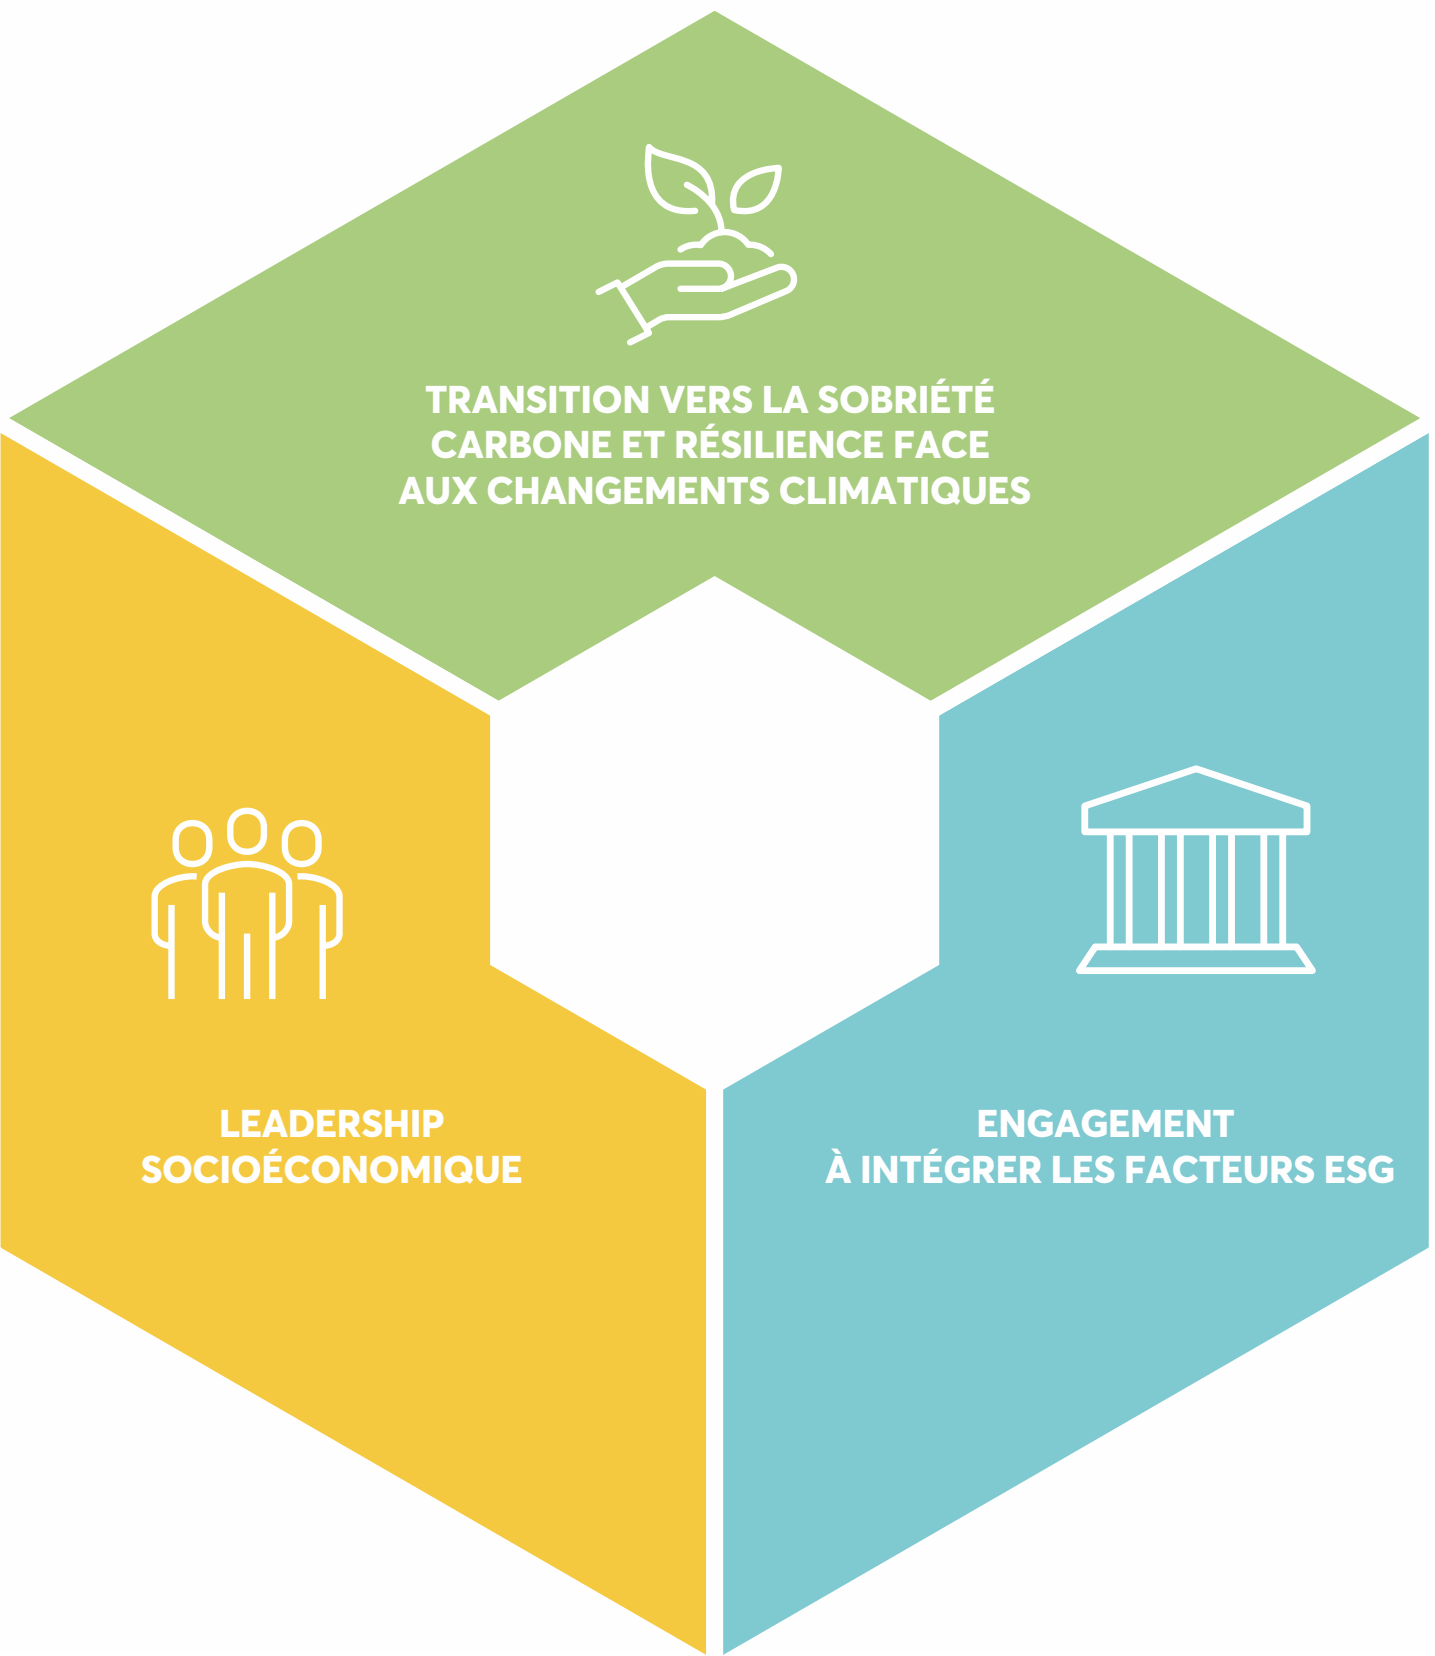 TRANSITION VERS LA SOBRIÉTÉ
CARBONE ET RÉSILIENCE FACE
AUX CHANGEMENTS CLIMATIQUES
LEADERSHIP
SOCIOÉCONOMIQUE
ENGAGEMENT
À INTÉGRER LES FACTEURS ESG